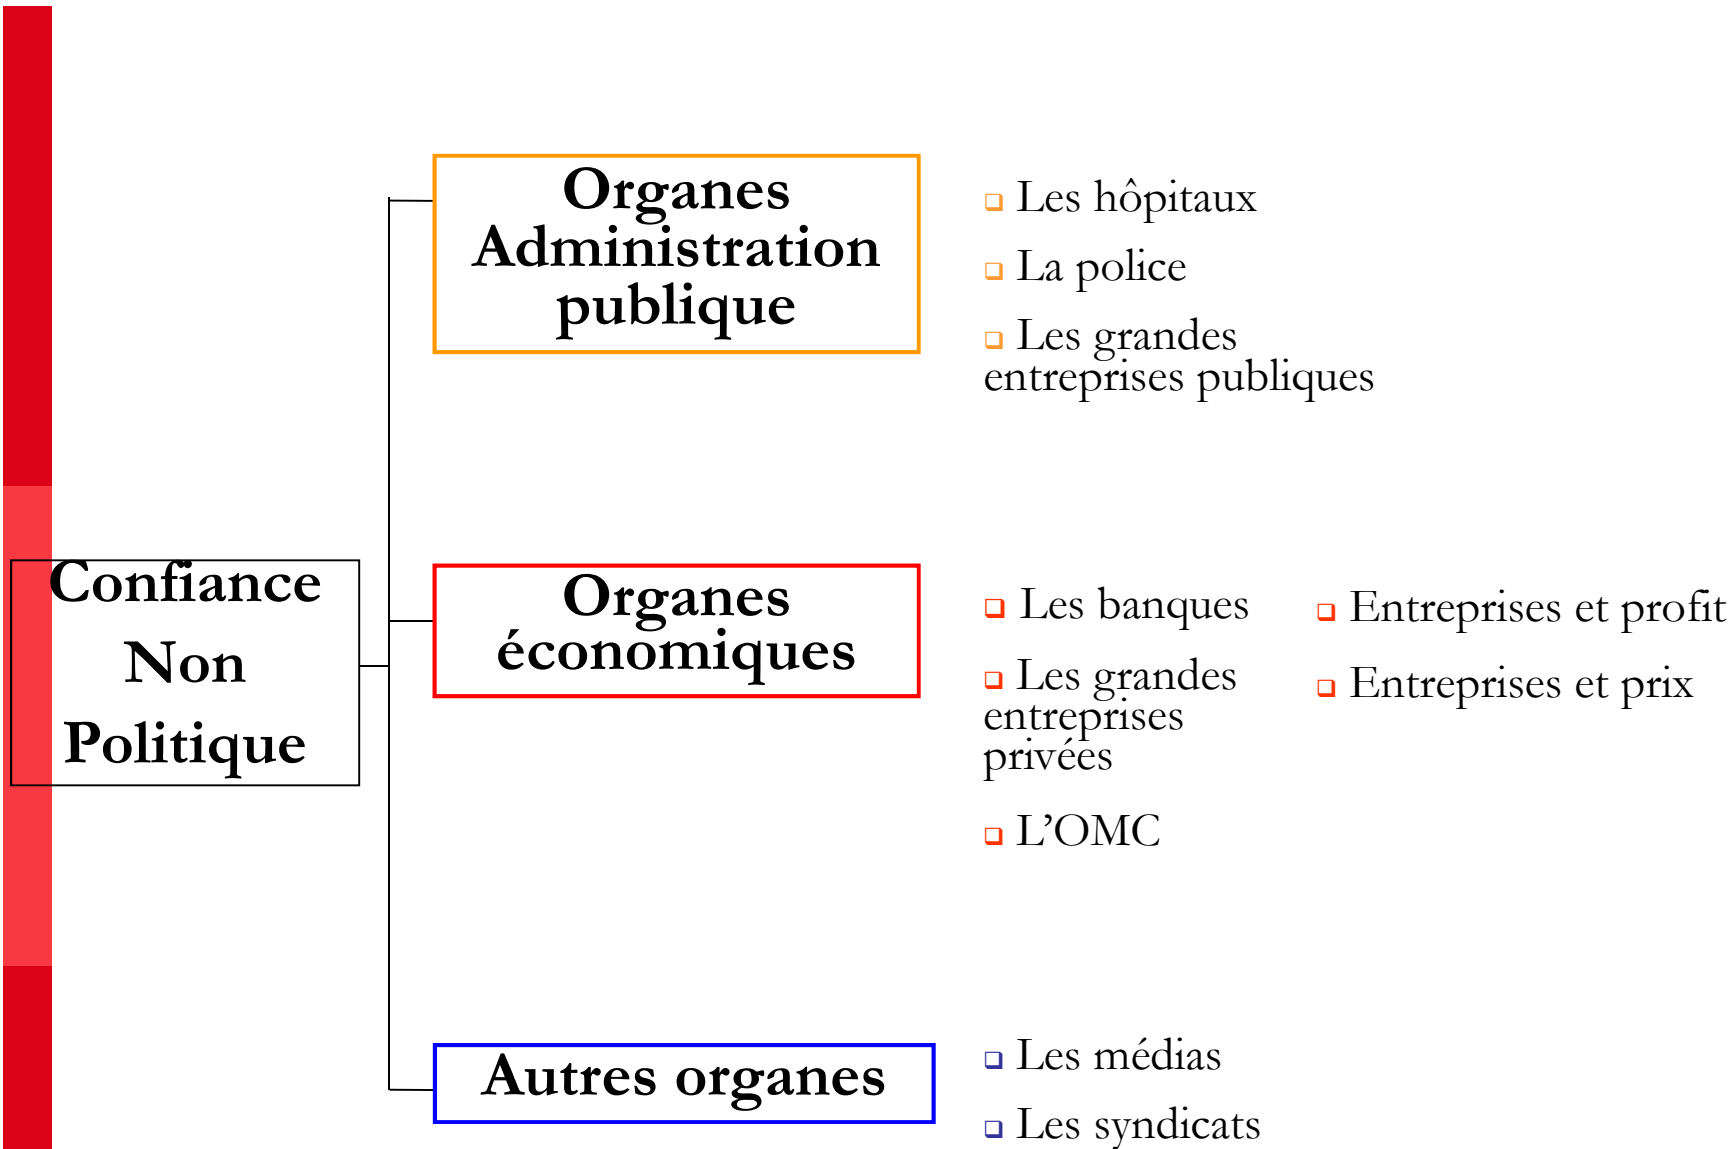 Organes
Administration
publique
❑ Les hôpitaux
❑ La police
❑ Les grandes
entreprises publiques
Confiance
Non
Politique
Organes
économiques
❑ Les banques
❑ Les grandes
entreprises
privées
❑ L’OMC
❑ Entreprises et profit
❑ Entreprises et prix
Autres organes
❑ Les médias
❑ Les syndicats